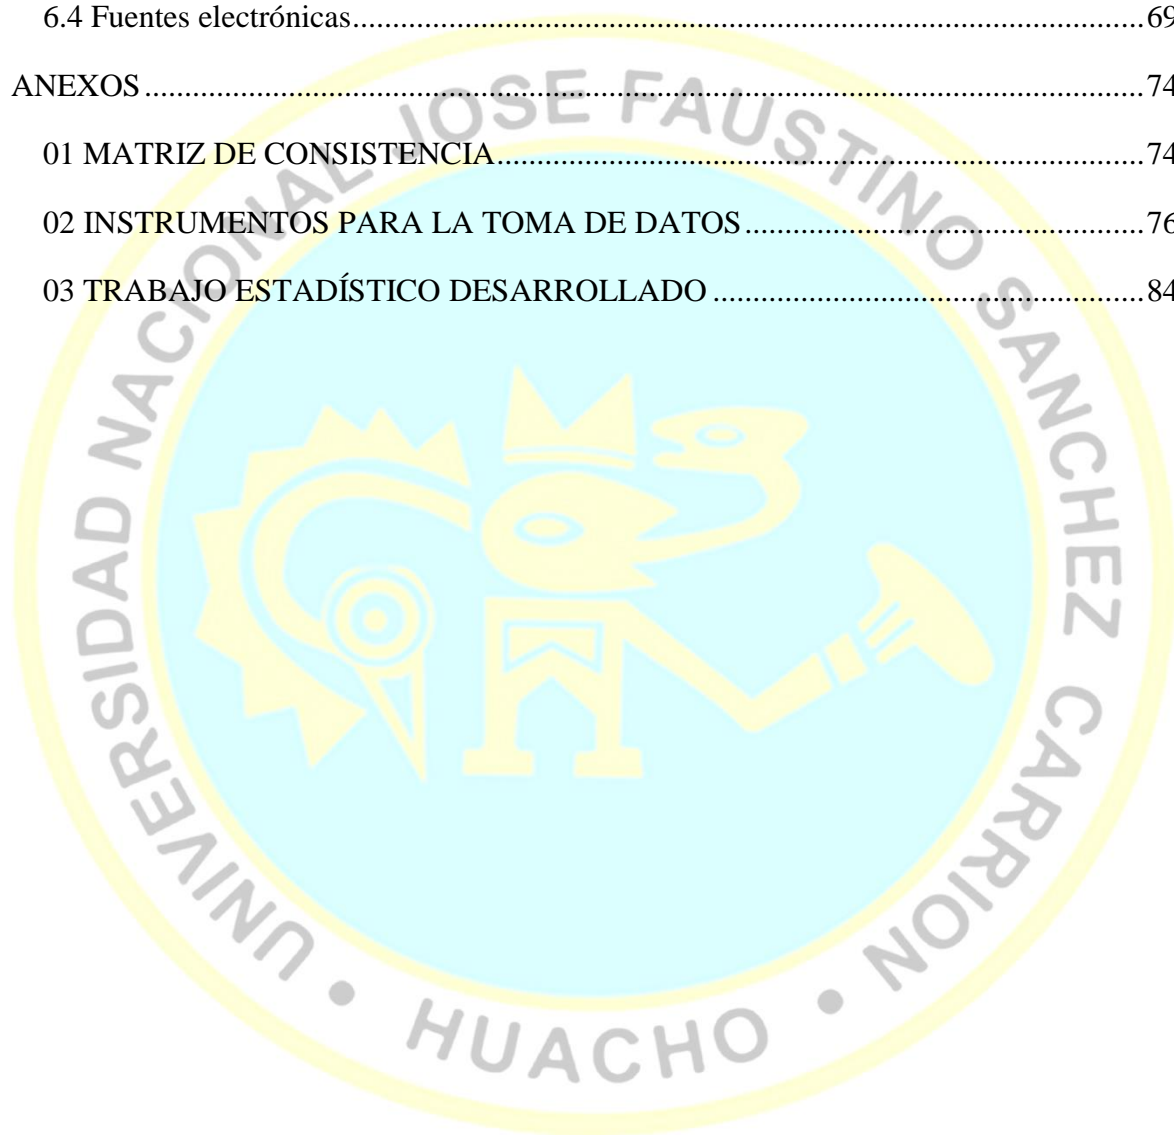 6.4 Fuentes electrónicas....................................................................................................69
ANEXOS..............................................................................................................................74
01 MATRIZ DE CONSISTENCIA..................................................................................74
02 INSTRUMENTOS PARA LA TOMA DE DATOS..................................................76
03 TRABAJO ESTADÍSTICO DESARROLLADO......................................................84
UNIVERSIDAD NACIONAL JOSE FAUSTINO SANCHEZ CARRION • HUACHO •